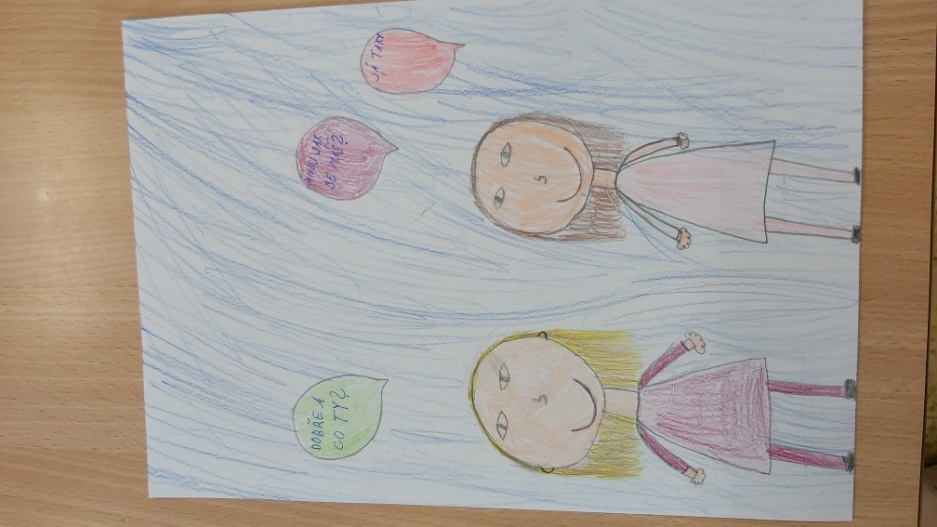 AHOJ JAK
SE MÁŠ?
DOBŘE A
CO TY?
JÁ TAKY